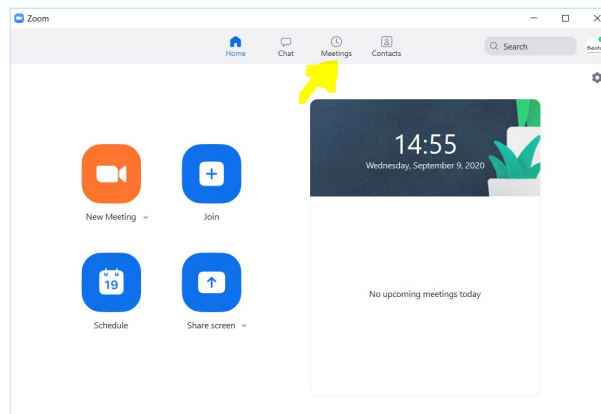 Zoom
Home Chat Meetings Contacts
Search
14:55
Wednesday, September 9, 2020
New Meeting
Join
19
Schedule
Share screen
No upcoming meetings today